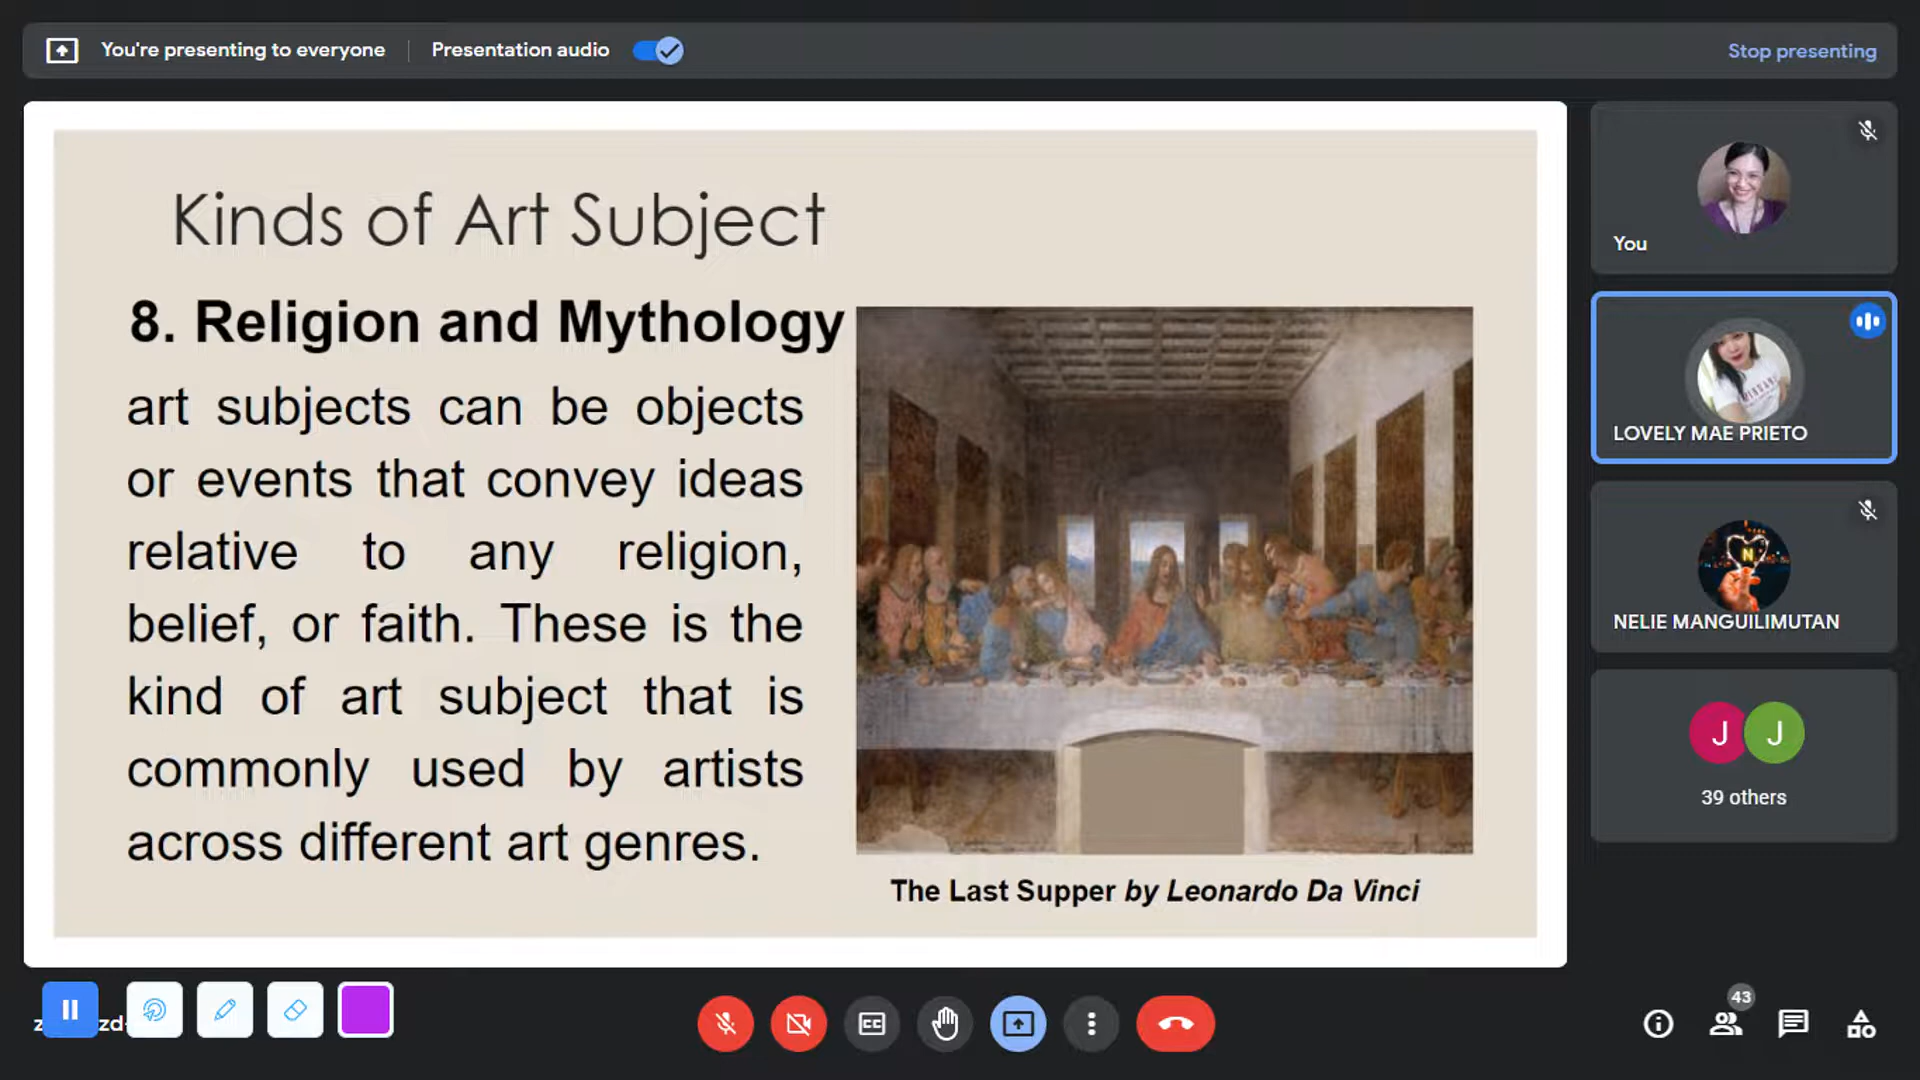 You're presenting to everyone
Presentation audio
Stop presenting
Kinds of Art Subject
8. Religion and Mythology
art subjects can be objects
or events that convey ideas
relative to any religion,
belief, or faith. These is the
kind of art subject that is
commonly used by artists
across different art genres.
The Last Supper by Leonardo Da Vinci
You
LOVELY MAE PRIETO
N
NELIE MANGUILIMUTAN
J J
39 others
CC
43